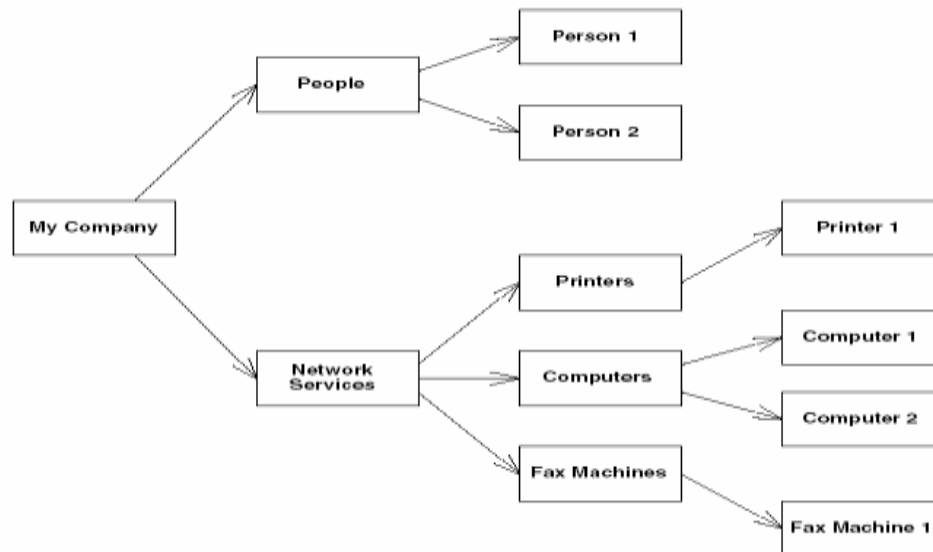 My Company
People
Person 1
Person 2
Network
Services
Printers
Printer 1
Computers
Computer 1
Computer 2
Fax Machines
Fax Machine 1